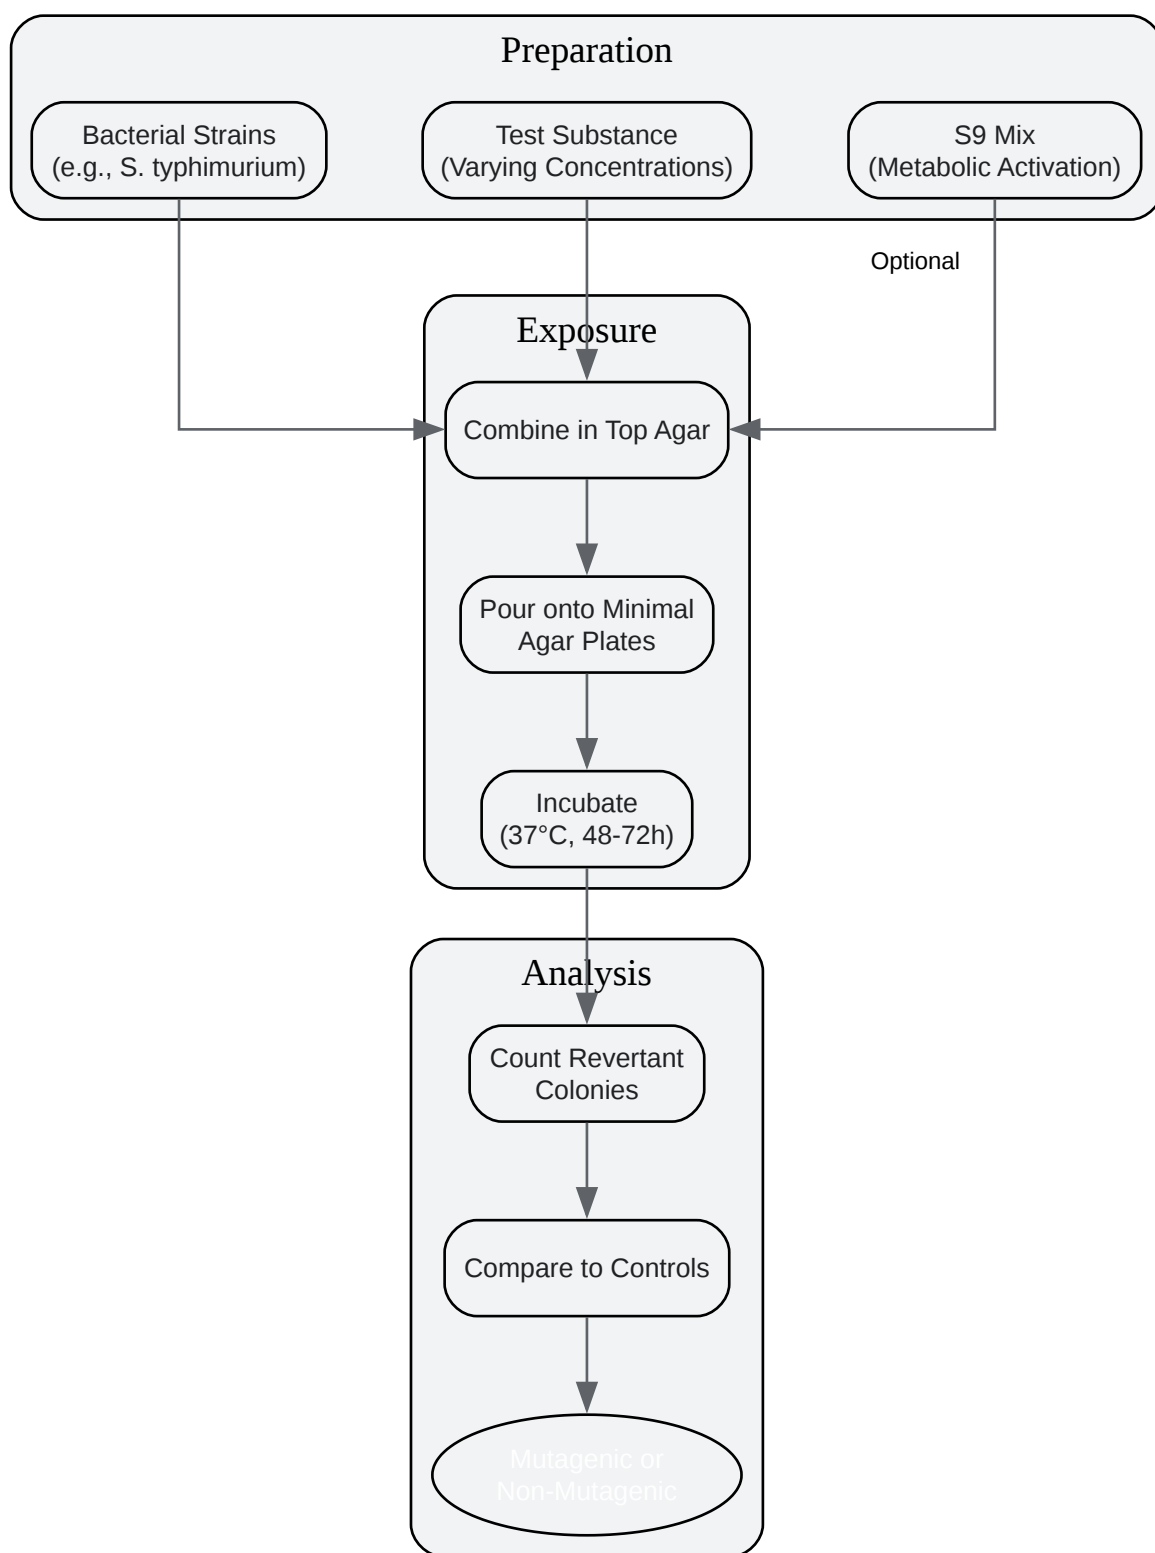 Preparation
Bacterial Strains
(e.g., S. typhimurium)
Test Substance
(Varying Concentrations)
S9 Mix
(Metabolic Activation)
Optional
Exposure
Combine in Top Agar
Pour onto Minimal
Agar Plates
Incubate
(37°C, 48-72h)
Analysis
Count Revertant
Colonies
Compare to Controls
Mutagenic or
Non-Mutagenic